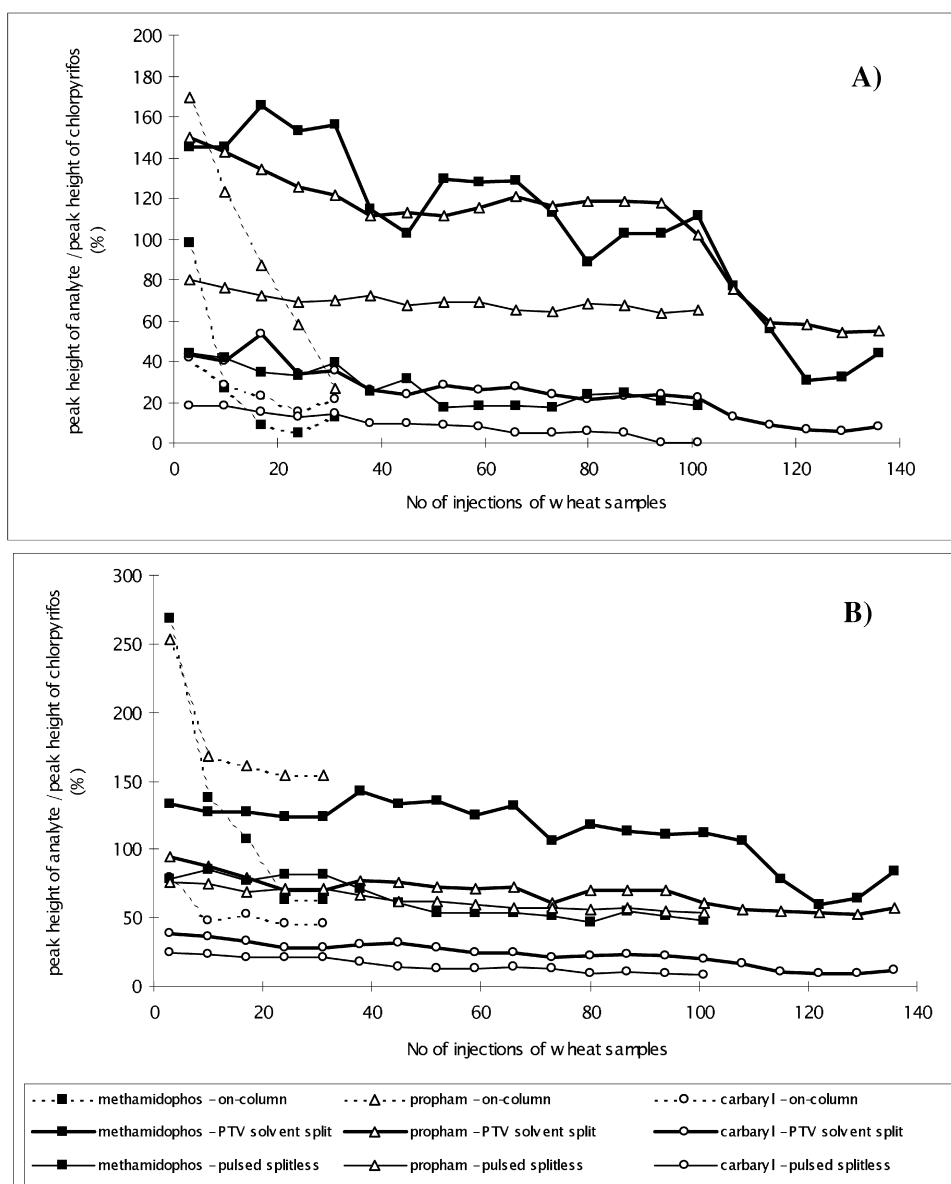 A)
peak height of analyte / peak height of chlorpyrifos
(%)
200
180
160
140
120
100
80
60
40
20
0
0 20 40 60 80 100 120 140
No of injections of wheat samples
B)
peak height of analyte / peak height of chlorpyrifos
(%)
300
250
200
150
100
50
0
0 20 40 60 80 100 120 140
No of injections of wheat samples
methamidophos - on-column propham - on-column carbaryl - on-column
methamidophos - PTV solvent split propham - PTV solvent split carbaryl - PTV solvent split
methamidophos - pulsed splitless propham - pulsed splitless carbaryl - pulsed splitless